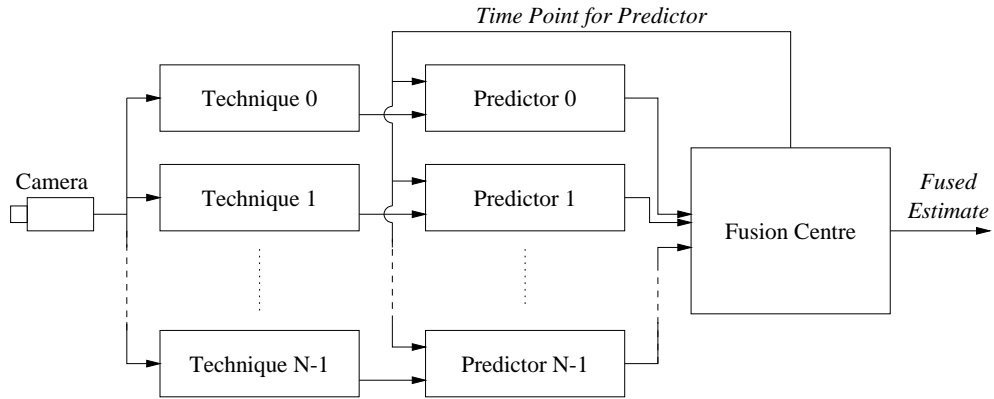 Time Point for Predictor
Technique 0
Predictor 0
Camera
Technique 1
Predictor 1
Fusion Centre
Fused
Estimate
Technique N-1
Predictor N-1